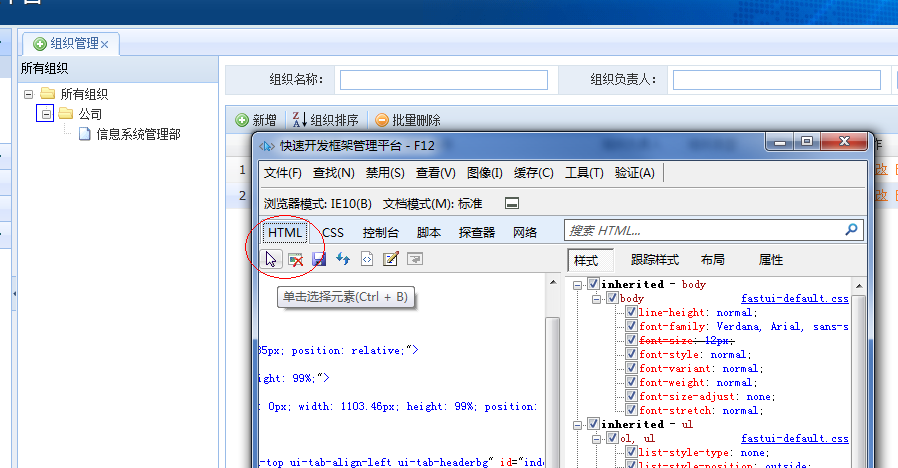 组织管理
所有组织
所有组织
公司
信息系统管理部
组织名称：
组织负责人：
新增
组织排序
批量删除
1
2
作
改
改
快速开发框架管理平台 - F12
文件(F) 查找(N) 禁用(S) 查看(V) 图像(I) 缓存(C) 工具(T) 验证(A)
浏览器模式: IE10(B) 文档模式(M): 标准
HTML CSS 控制台 脚本 探查器 网络
搜索 HTML...
单击选择元素(Ctrl + B)
35px; position: relative;">
ight: 99%;">
: 0px; width: 1103.46px; height: 99%; position:
-top ui-tab-align-left ui-tab-headerbg" id="inde
样式 跟踪样式 布局 属性
inherited - body
body fastui-default.css
line-height: normal;
font-family: Verdana, Arial, sans-s
font-size: 12px;
font-style: normal;
font-variant: normal;
font-weight: normal;
font-size-adjust: none;
font-stretch: normal;
inherited - ul
ol, ul fastui-default.css
list-style-type: none;
list-style-position: outside;